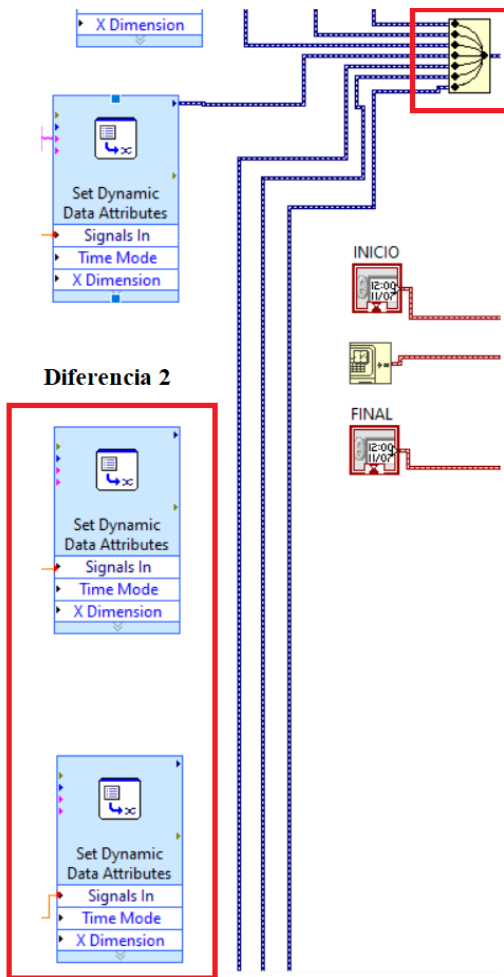 X Dimension
Set Dynamic
Data Attributes
Signals In
Time Mode
X Dimension
INICIO
12:00
11/07
FINAL
12:00
11/07
Diferencia 2
Set Dynamic
Data Attributes
Signals In
Time Mode
X Dimension
Set Dynamic
Data Attributes
Signals In
Time Mode
X Dimension